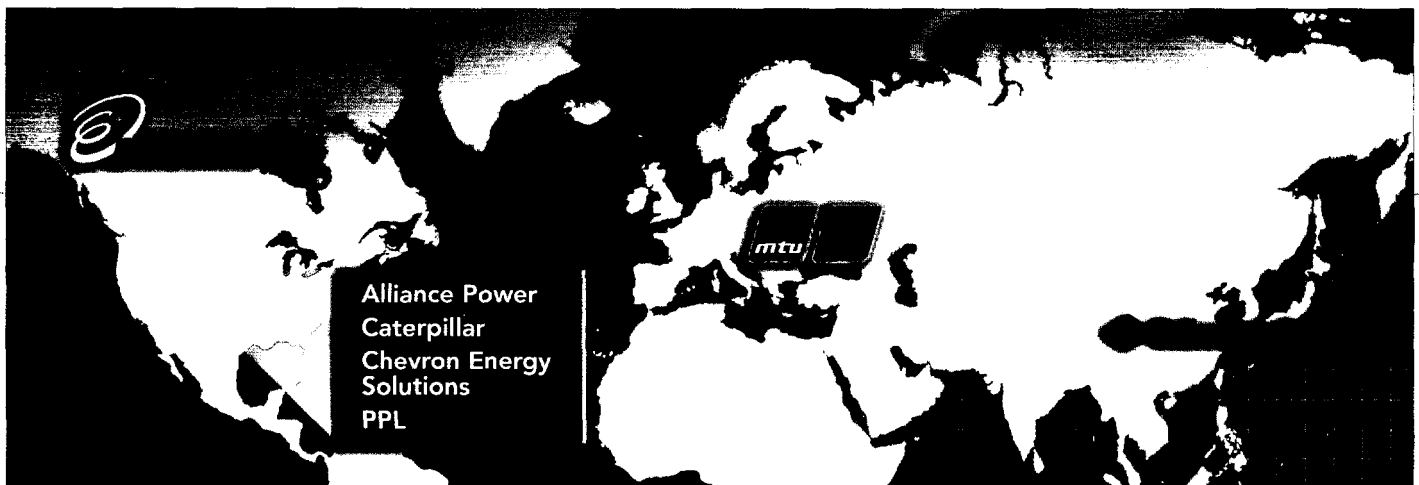 mtu
Alliance Power
Caterpillar
Chevron Energy
Solutions
PPL